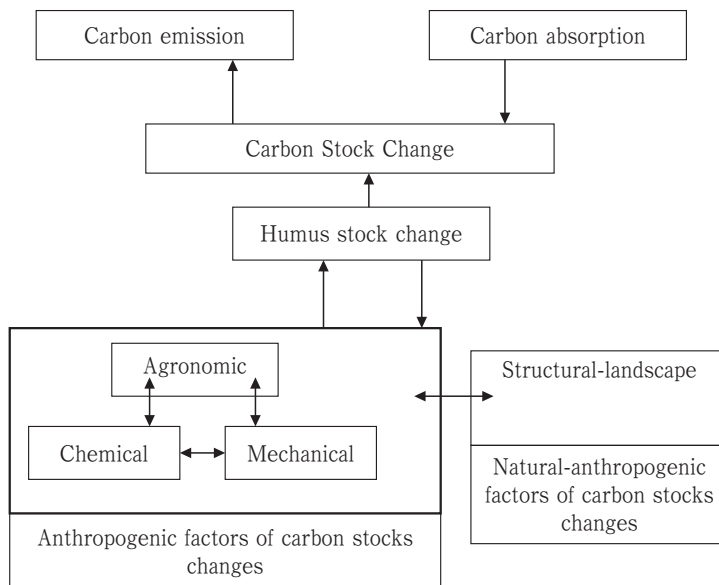 Carbon emission
Carbon absorption
Carbon Stock Change
Humus stock change
Agronomic
Chemical
Mechanical
Anthropogenic factors of carbon stocks
changes
Structural-landscape
Natural-anthropogenic
factors of carbon stocks
changes